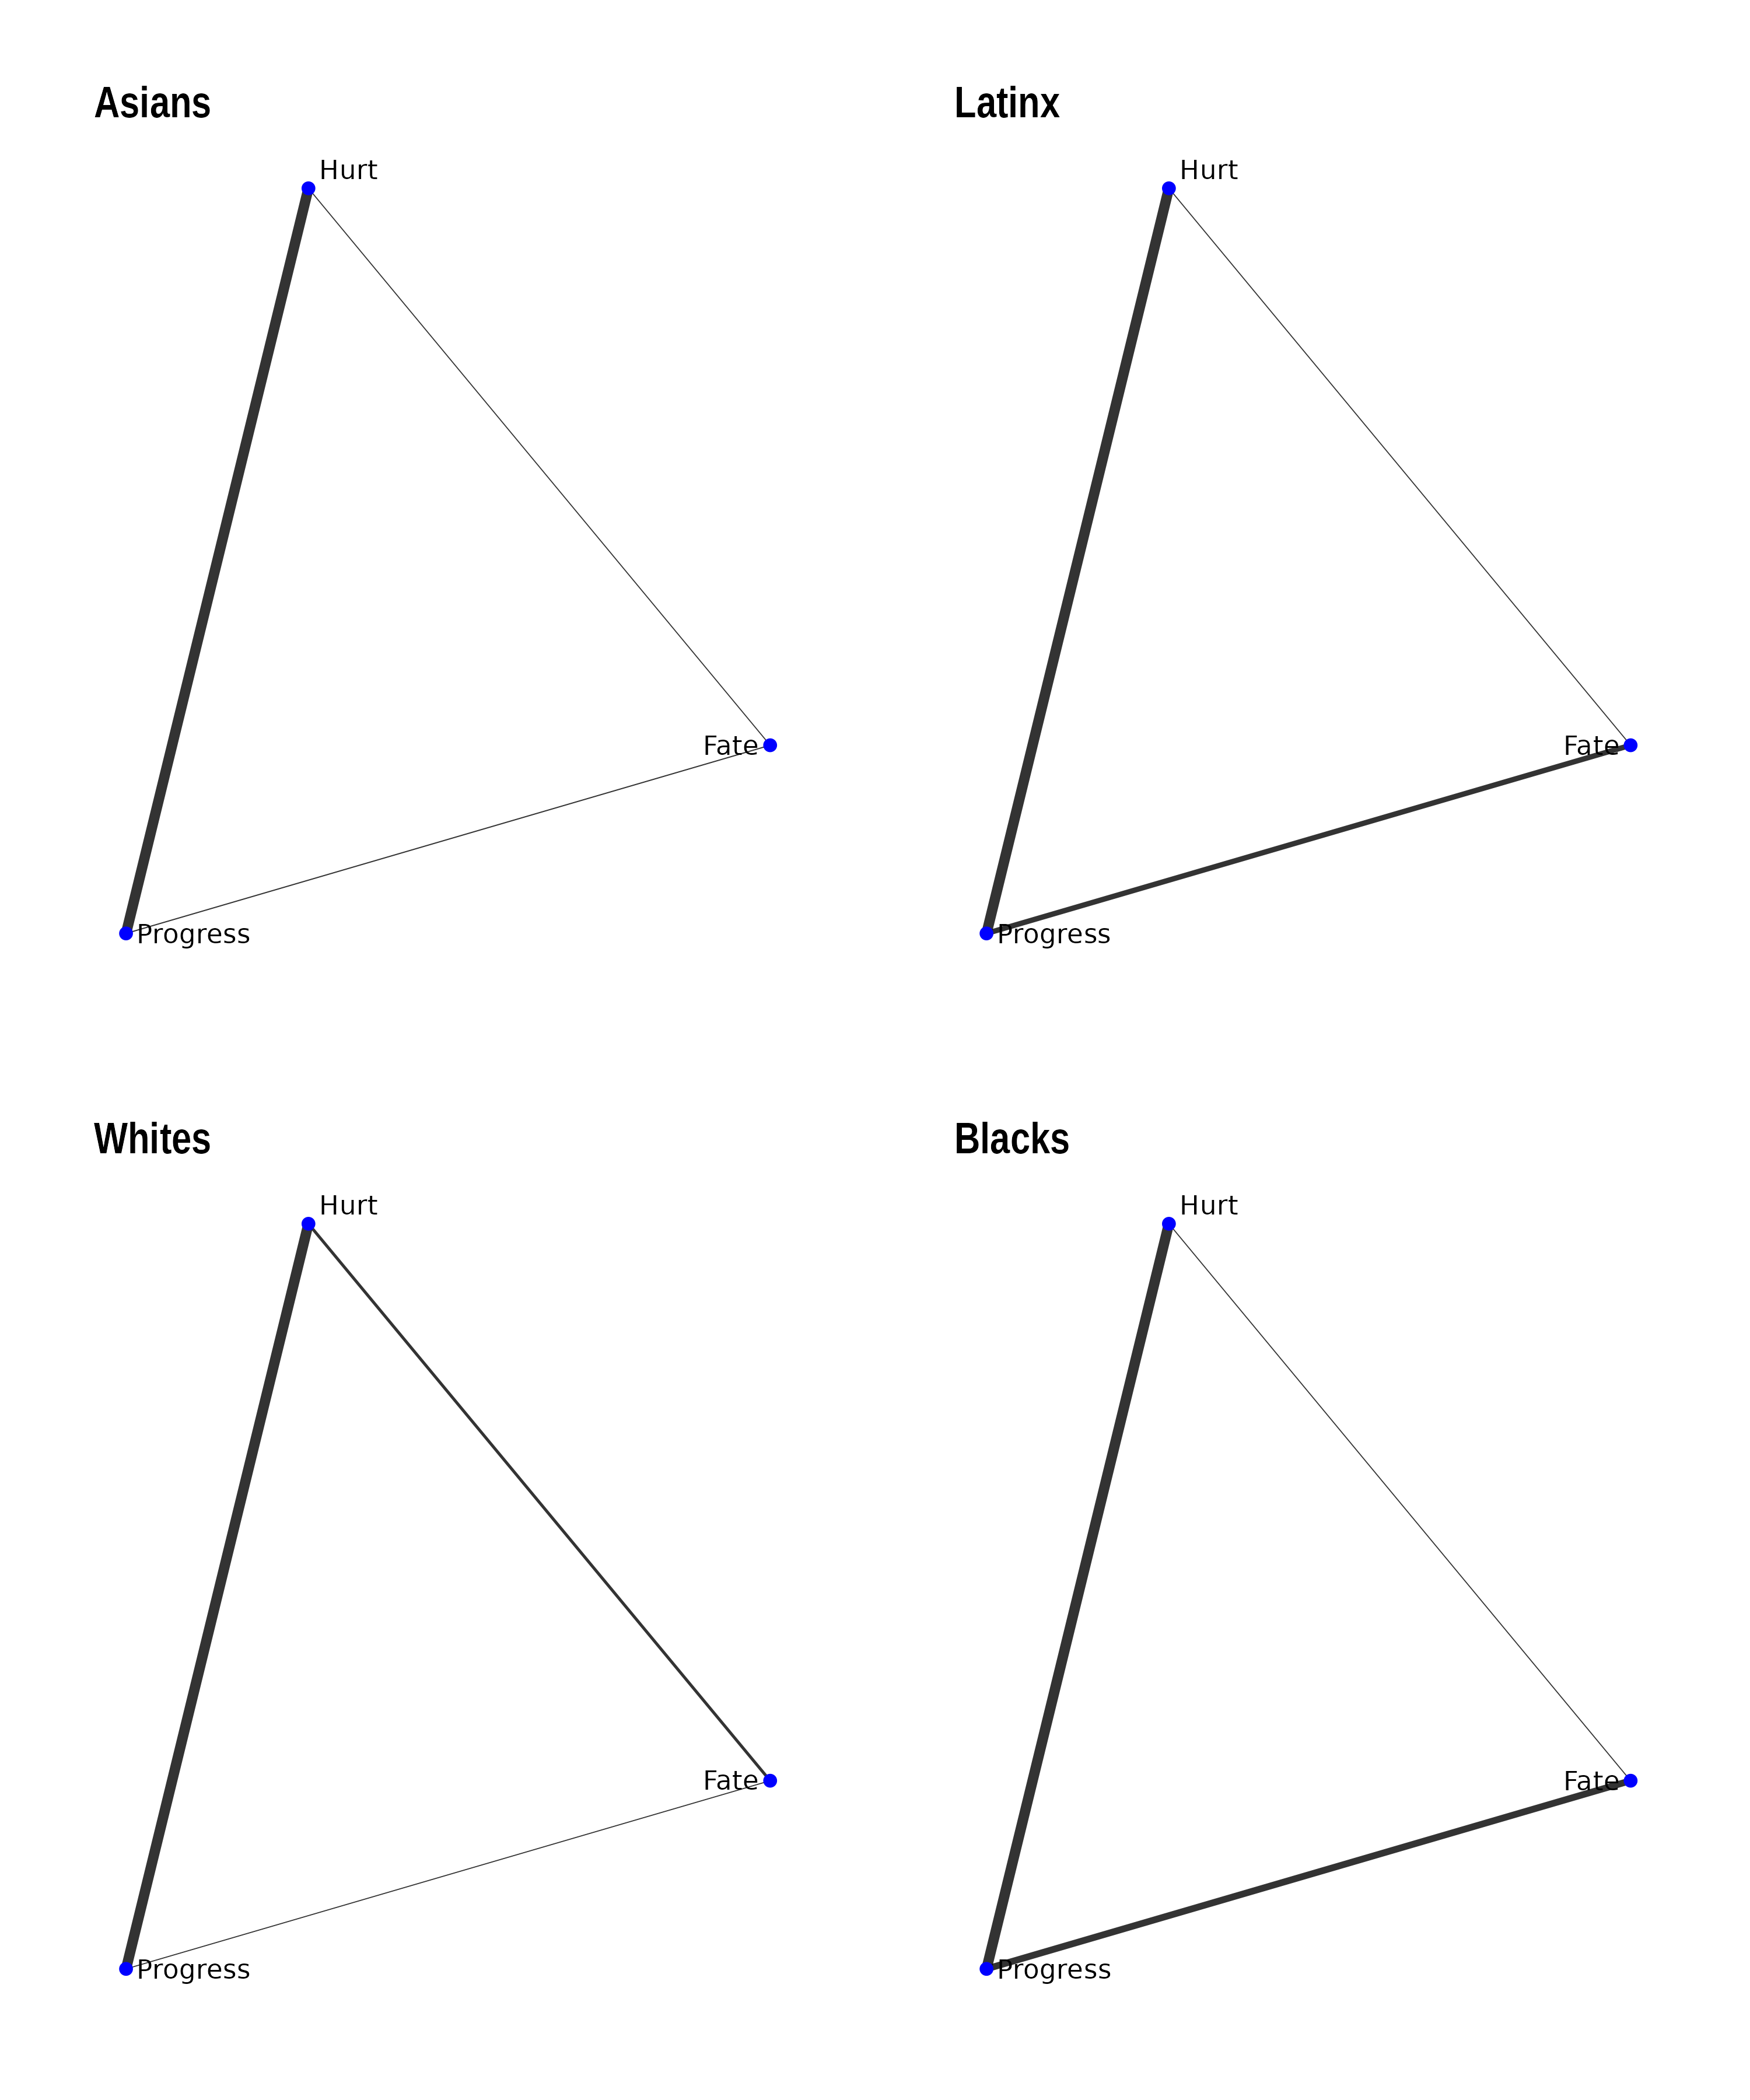 Asians
Hurt
Fate
Progress
Latinx
Hurt
Fate
Progress
Whites
Hurt
Fate
Progress
Blacks
Hurt
Fate
Progress